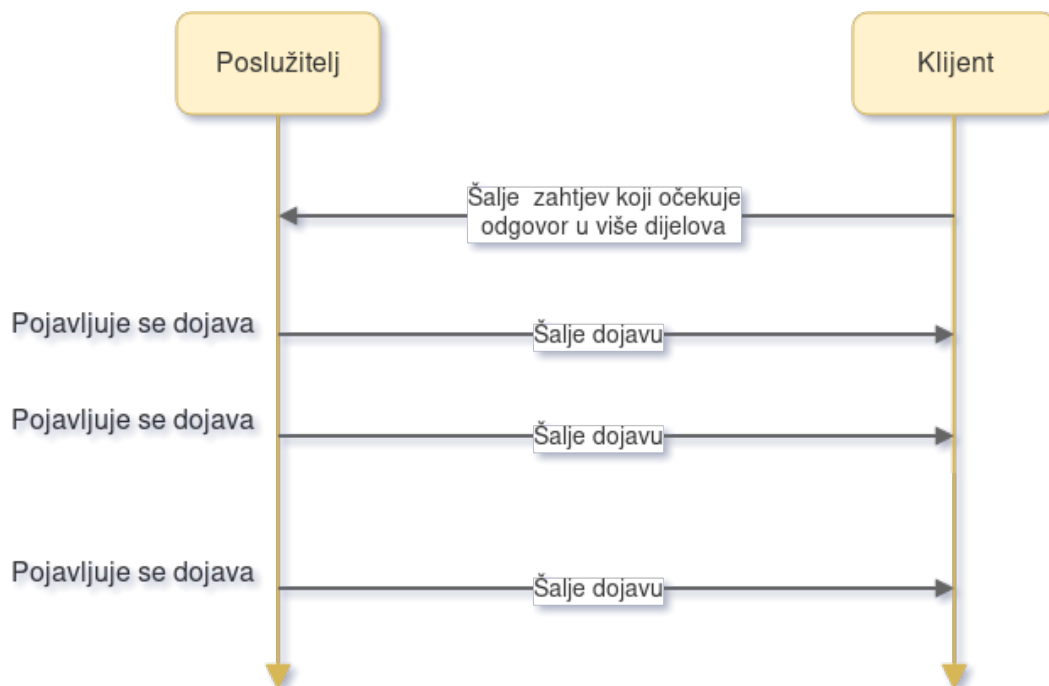 Poslužitelj
Klijent
Šalje zahtjev koji očekuje
odgovor u više dijelova
Pojavljuje se dojava
Šalje dojavu
Pojavljuje se dojava
Šalje dojavu
Pojavljuje se dojava
Šalje dojavu